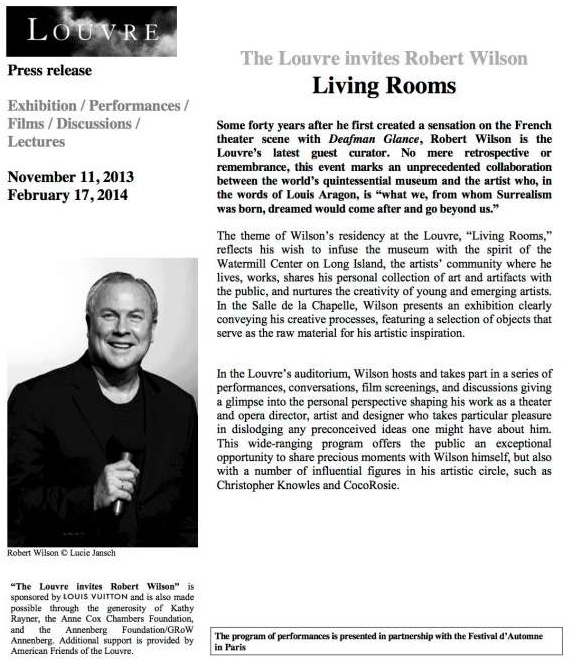 LOUVRE
Press release
Exhibition / Performances /
Films / Discussions /
Lectures
November 11, 2013
February 17, 2014
Robert Wilson © Lucie Jansch
“The Louvre invites Robert Wilson” is
sponsored by LOUIS VUITTON and is also made
possible through the generosity of Kathy
Rayner, the Anne Cox Chambers Foundation,
and the Annenberg Foundation/GRoW
Annenberg. Additional support is provided by
American Friends of the Louvre.
The Louvre invites Robert Wilson
Living Rooms
Some forty years after he first created a sensation on the French
theater scene with Deafman Glance, Robert Wilson is the
Louvre’s latest guest curator. No mere retrospective or
remembrance, this event marks an unprecedented collaboration
between the world’s quintessential museum and the artist who, in
the words of Louis Aragon, is “what we, from whom Surrealism
was born, dreamed would come after and go beyond us.”
The theme of Wilson’s residency at the Louvre, “Living Rooms,”
reflects his wish to infuse the museum with the spirit of the
Watermill Center on Long Island, the artists’ community where he
lives, works, shares his personal collection of art and artifacts with
the public, and nurtures the creativity of young and emerging artists.
In the Salle de la Chapelle, Wilson presents an exhibition clearly
conveying his creative processes, featuring a selection of objects that
serve as the raw material for his artistic inspiration.
In the Louvre’s auditorium, Wilson hosts and takes part in a series of
performances, conversations, film screenings, and discussions giving
a glimpse into the personal perspective shaping his work as a theater
and opera director, artist and designer who takes particular pleasure
in dislodging any preconceived ideas one might have about him.
This wide-ranging program offers the public an exceptional
opportunity to share precious moments with Wilson himself, but also
with a number of influential figures in his artistic circle, such as
Christopher Knowles and CocoRosie.
The program of performances is presented in partnership with the Festival d’Automne
in Paris